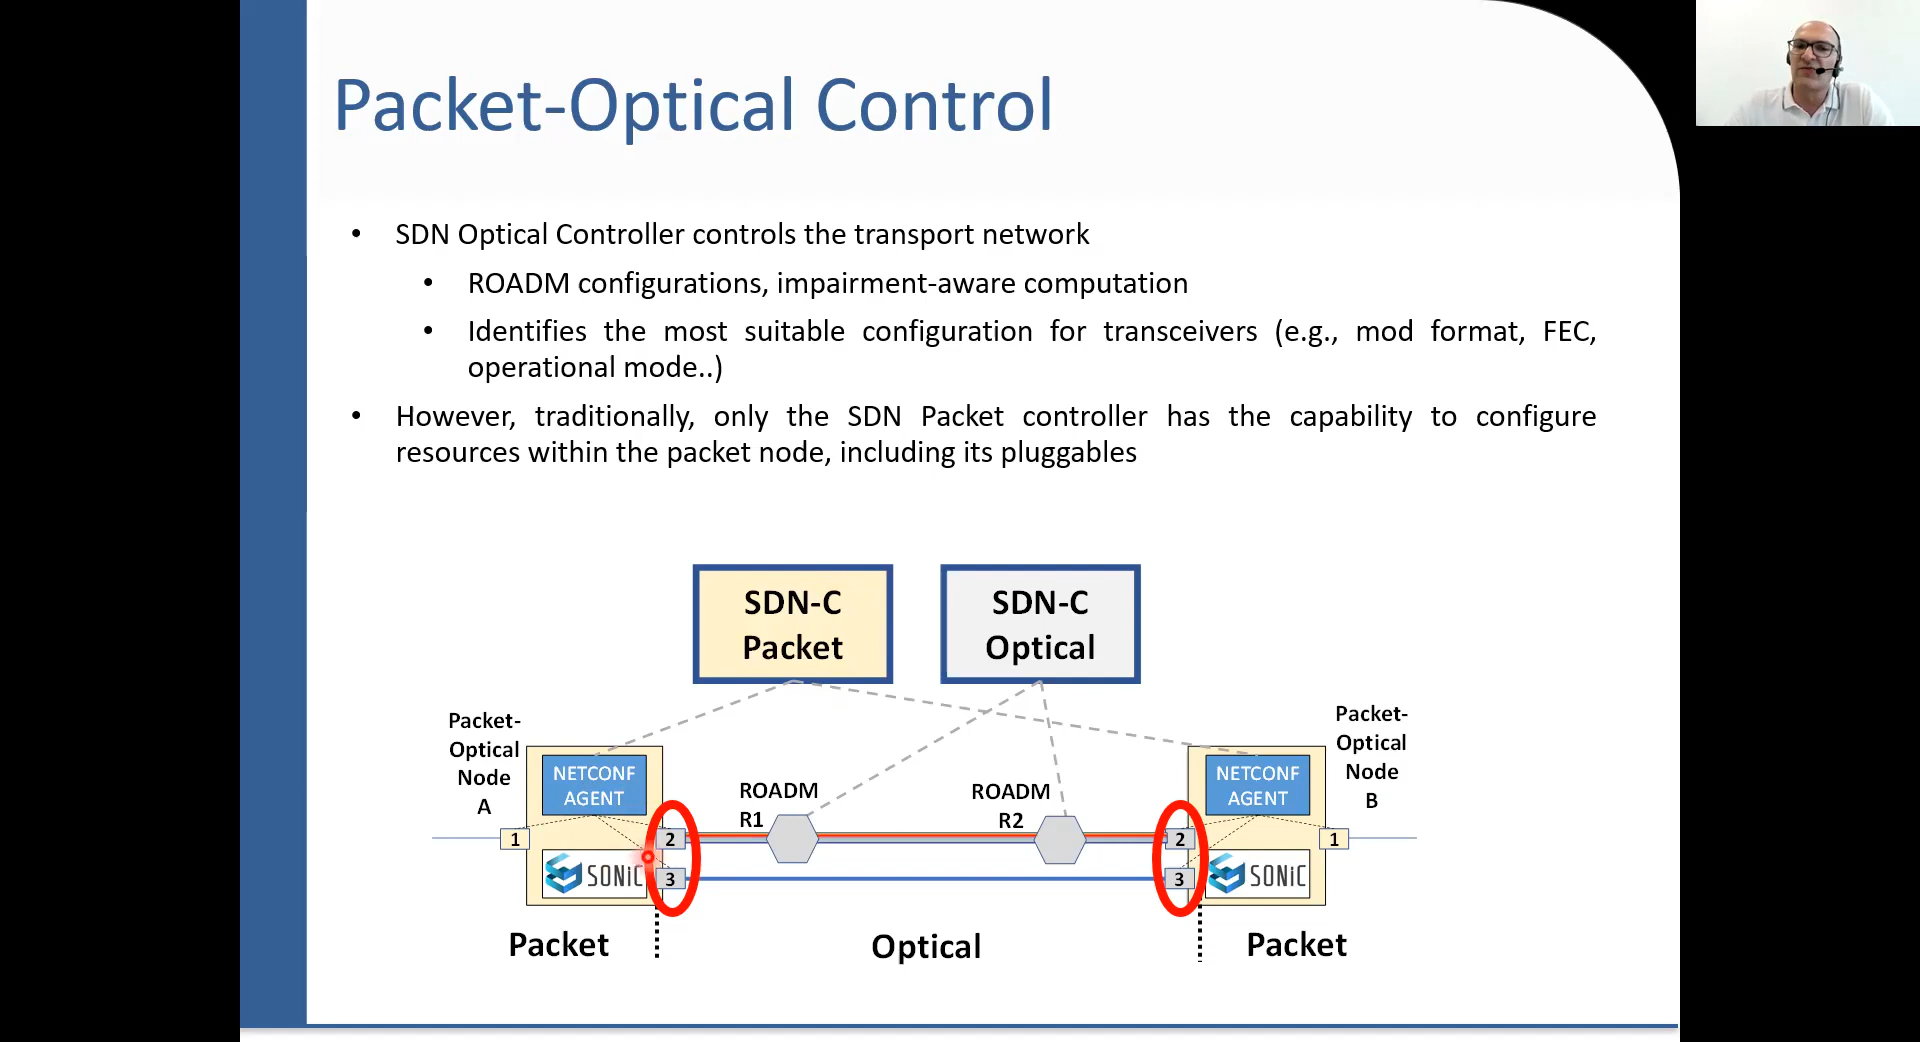 Packet-Optical Control
• SDN Optical Controller controls the transport network
• ROADM configurations, impairment-aware computation
• Identifies the most suitable configuration for transceivers (e.g., mod format, FEC,
operational mode..)
• However, traditionally, only the SDN Packet controller has the capability to configure
resources within the packet node, including its pluggables
SDN-C
Packet
SDN-C
Optical
Packet-
Optical
Node
A
NETCONF
AGENT
1
SONiC
2
3
ROADM
R1
ROADM
R2
2
3
NETCONF
AGENT
SONiC
1
Packet-
Optical
Node
B
Packet
Optical
Packet